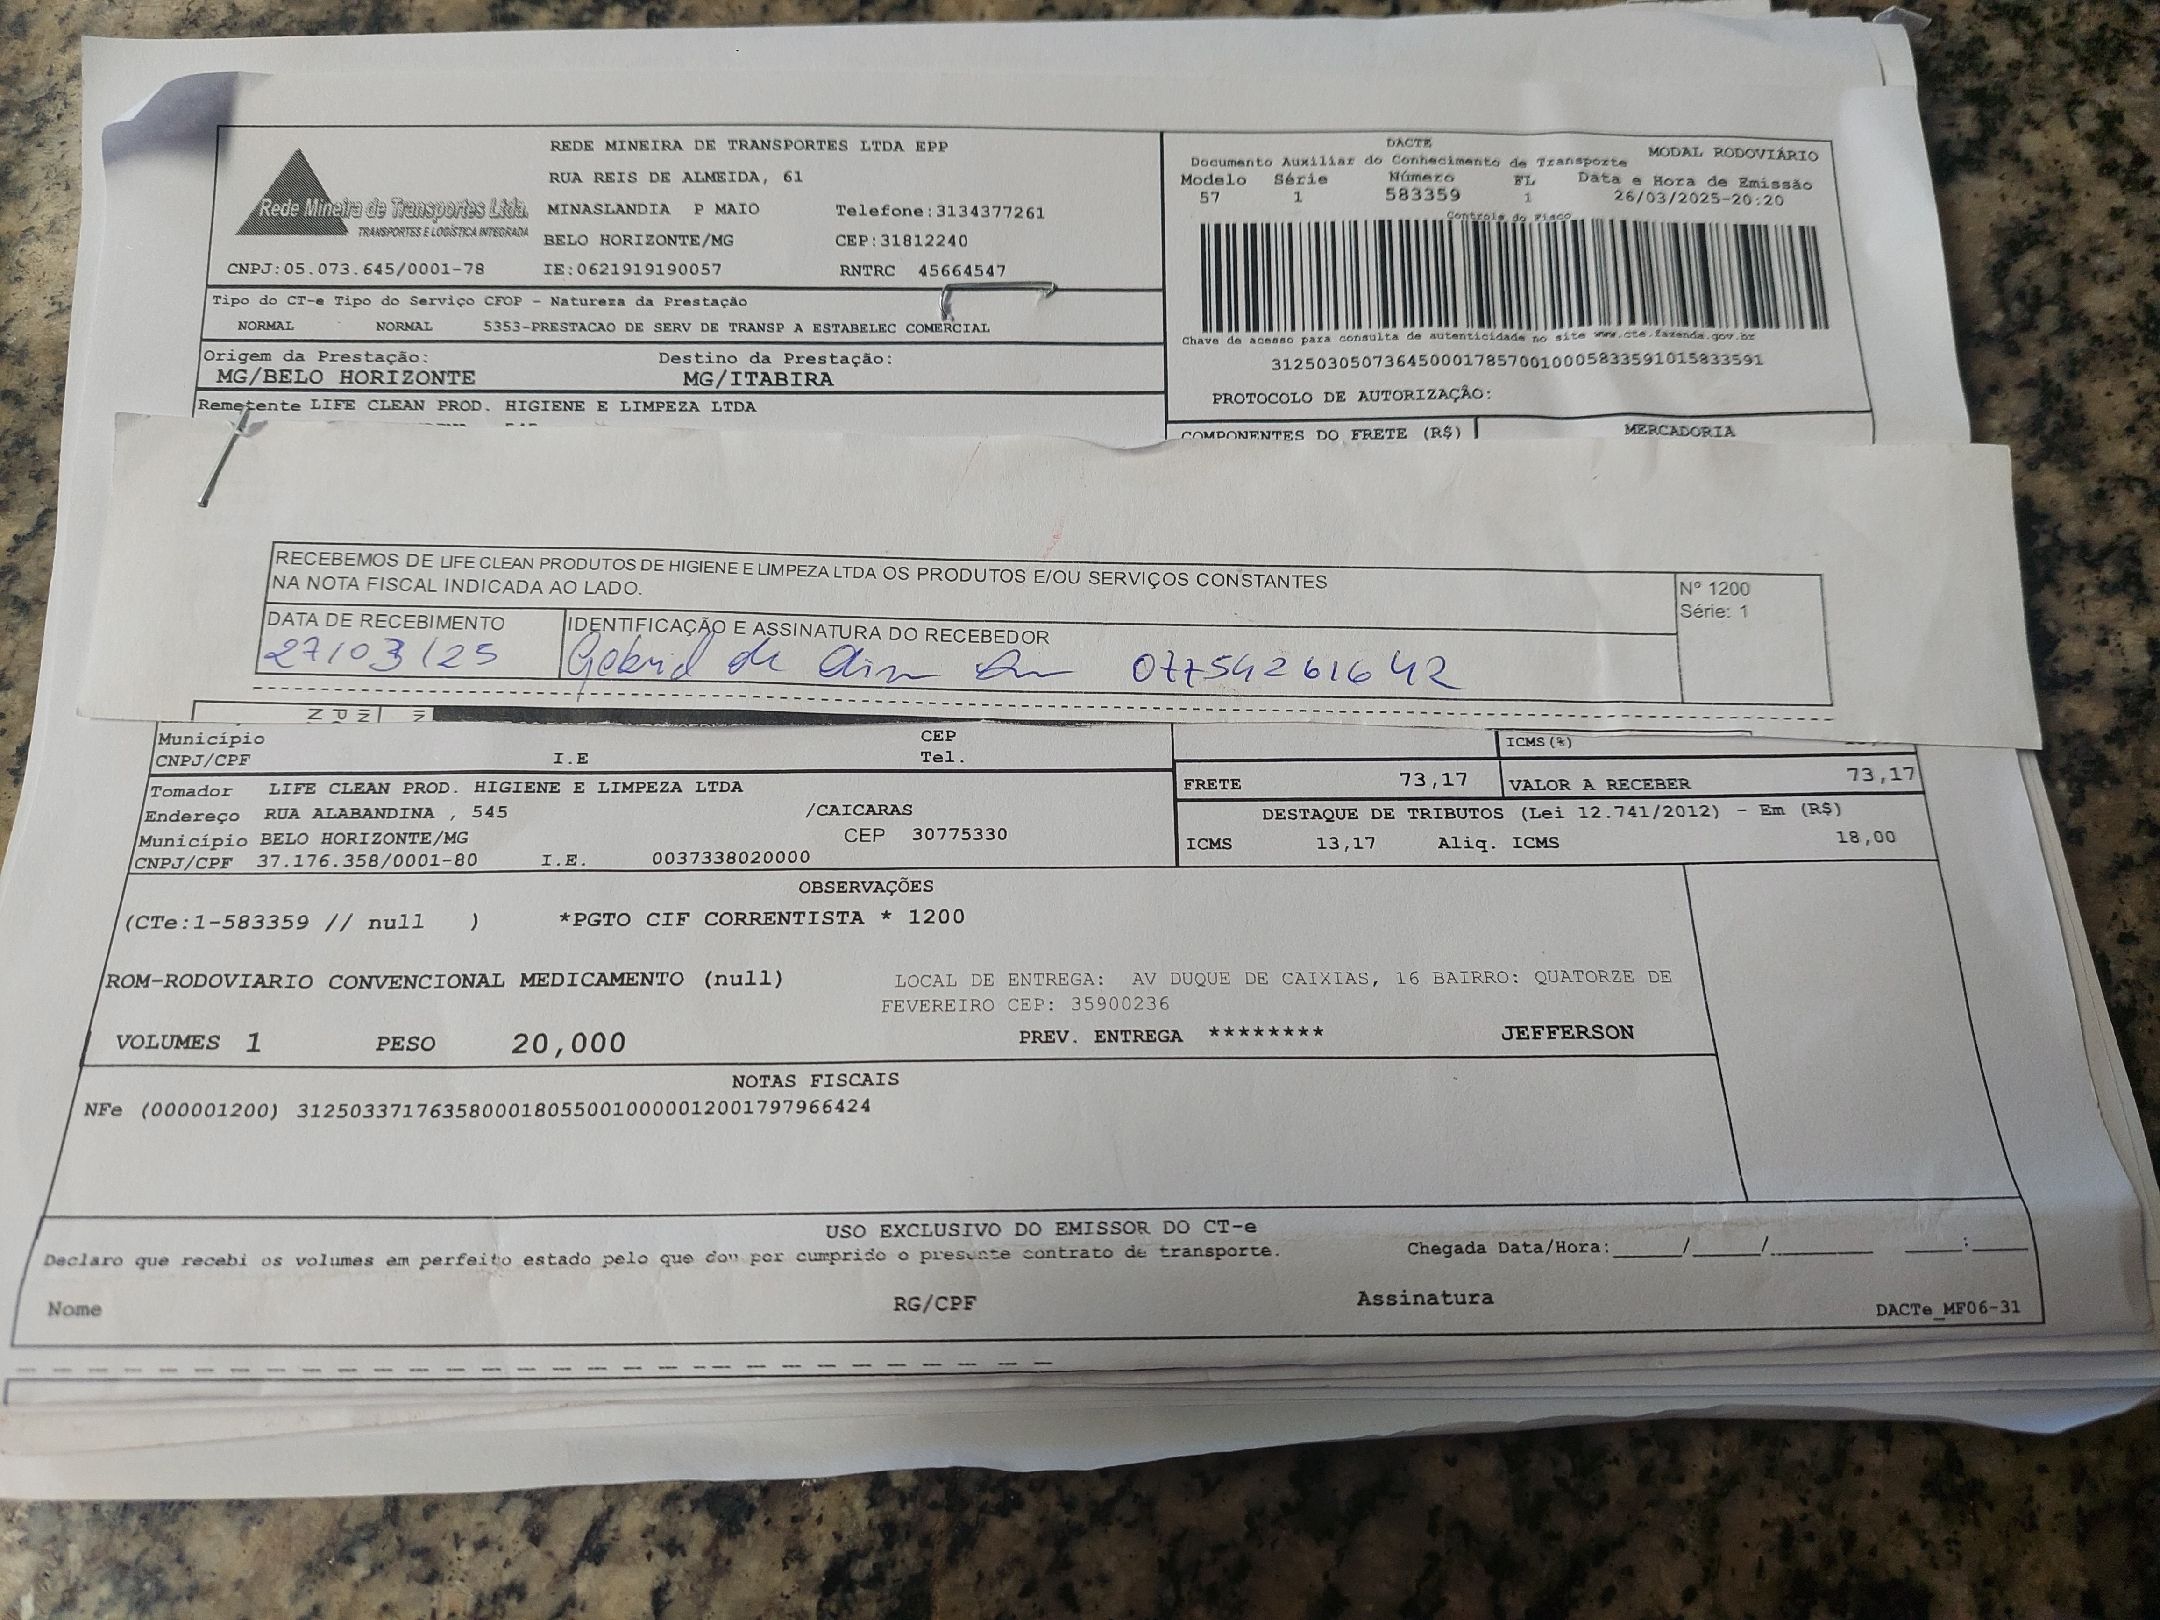 REDE MINEIRA DE TRANSPORTES LTDA EPP
RUA REIS DE ALMEIDA, 61
MINASLANDIA P MAIO Telefone:3134377261
BELO HORIZONTE/MG CEP:31812240
CNPJ:05.073.645/0001-78 IE:0621919190057 RNTRC 45664547
Rede Mineira de Transportes Ltda.
TRANSPORTES E LOGÍSTICA INTEGRADA
DACTE
Documento Auxiliar do Conhecimento de Transporte MODAL RODOVIÁRIO
Modelo Série Número FL Data e Hora de Emissão
57 1 583359 1 26/03/2025-20:20
Controle do Fisco
Chave de acesso para consulta de autenticidade no site www.cte.fazenda.gov.br
31250305073645000178570010005833591015833591
PROTOCOLO DE AUTORIZAÇÃO:
Tipo do CT-e Tipo do Serviço CFOP - Natureza da Prestação
NORMAL NORMAL 5353-PRESTACAO DE SERV DE TRANSP A ESTABELEC COMERCIAL
Origem da Prestação: Destino da Prestação:
MG/BELO HORIZONTE MG/ITABIRA
Remetente LIFE CLEAN PROD. HIGIENE E LIMPEZA LTDA
COMPONENTES DO FRETE (R$) MERCADORIA
RECEBEMOS DE LIFE CLEAN PRODUTOS DE HIGIENE E LIMPEZA LTDA OS PRODUTOS E/OU SERVIÇOS CONSTANTES
NA NOTA FISCAL INDICADA AO LADO.
Nº 1200
Série: 1
DATA DE RECEBIMENTO IDENTIFICAÇÃO E ASSINATURA DO RECEBEDOR
27/03/25 Gabriel de 07754261642
Município CEP
CNPJ/CPF I.E Tel.
ICMS(%)
FRETE 73,17 VALOR A RECEBER 73,17
Tomador LIFE CLEAN PROD. HIGIENE E LIMPEZA LTDA
Endereço RUA ALABANDINA , 545 /CAICARAS
Município BELO HORIZONTE/MG CEP 30775330
CNPJ/CPF 37.176.358/0001-80 I.E. 0037338020000
DESTAQUE DE TRIBUTOS (Lei 12.741/2012) - Em (R$)
ICMS 13,17 Aliq. ICMS 18,00
OBSERVAÇÕES
(CTe:1-583359 // null ) *PGTO CIF CORRENTISTA * 1200
ROM-RODOVIARIO CONVENCIONAL MEDICAMENTO (null) LOCAL DE ENTREGA: AV DUQUE DE CAIXIAS, 16 BAIRRO: QUATORZE DE
FEVEREIRO CEP: 35900236
VOLUMES 1 PESO 20,000 PREV. ENTREGA ******** JEFFERSON
NOTAS FISCAIS
NFe (000001200) 31250337176358000180550010000012001797966424
USO EXCLUSIVO DO EMISSOR DO CT-e
Declaro que recebi os volumes em perfeito estado pelo que dou por cumprido o presente contrato de transporte. Chegada Data/Hora:_____/_____/_________ _____:_____
Nome RG/CPF Assinatura DACTe_MF06-31